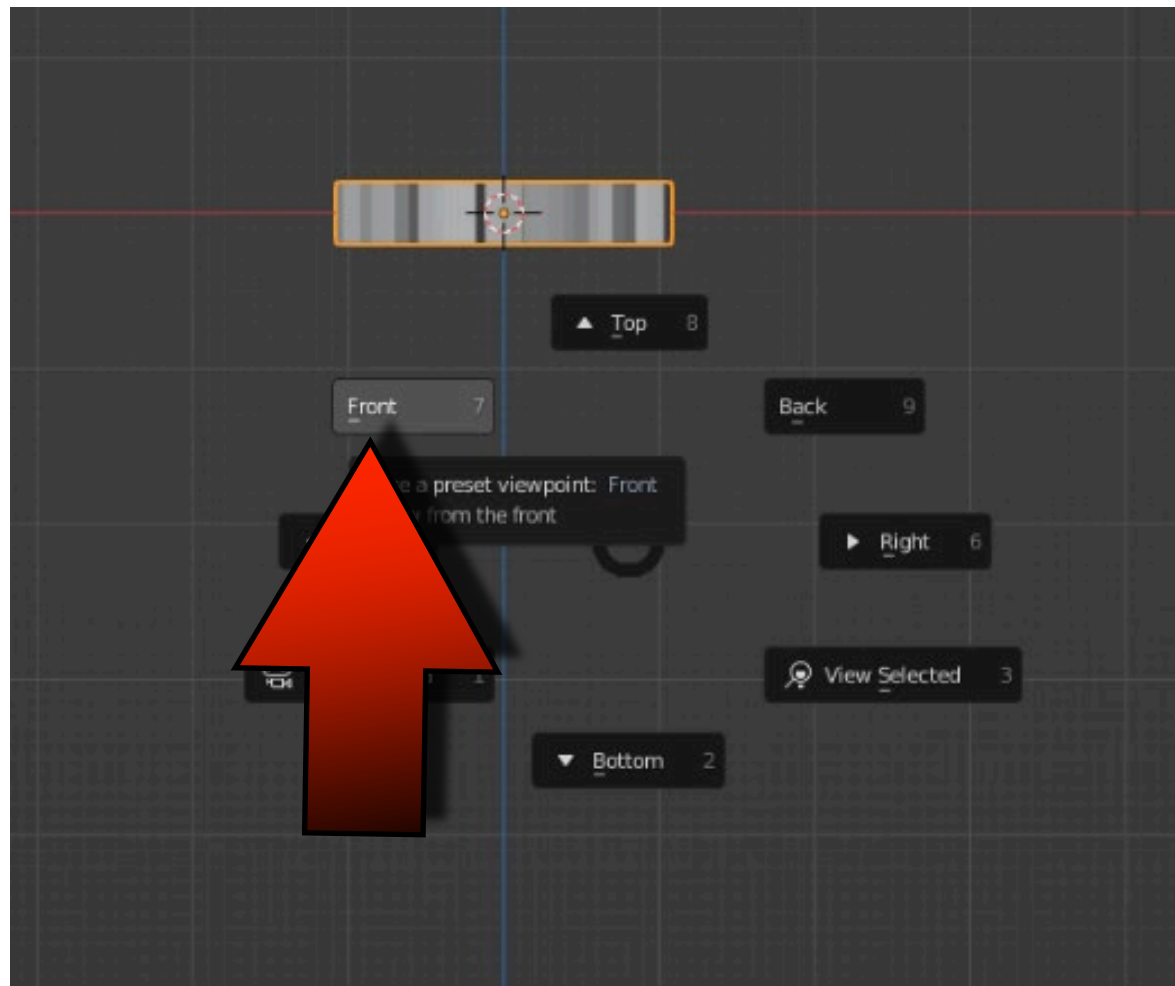 Top 8
Front 7
Back 9
a preset viewpoint: Front
from the front
Right 6
View Selected 3
1
Bottom 2